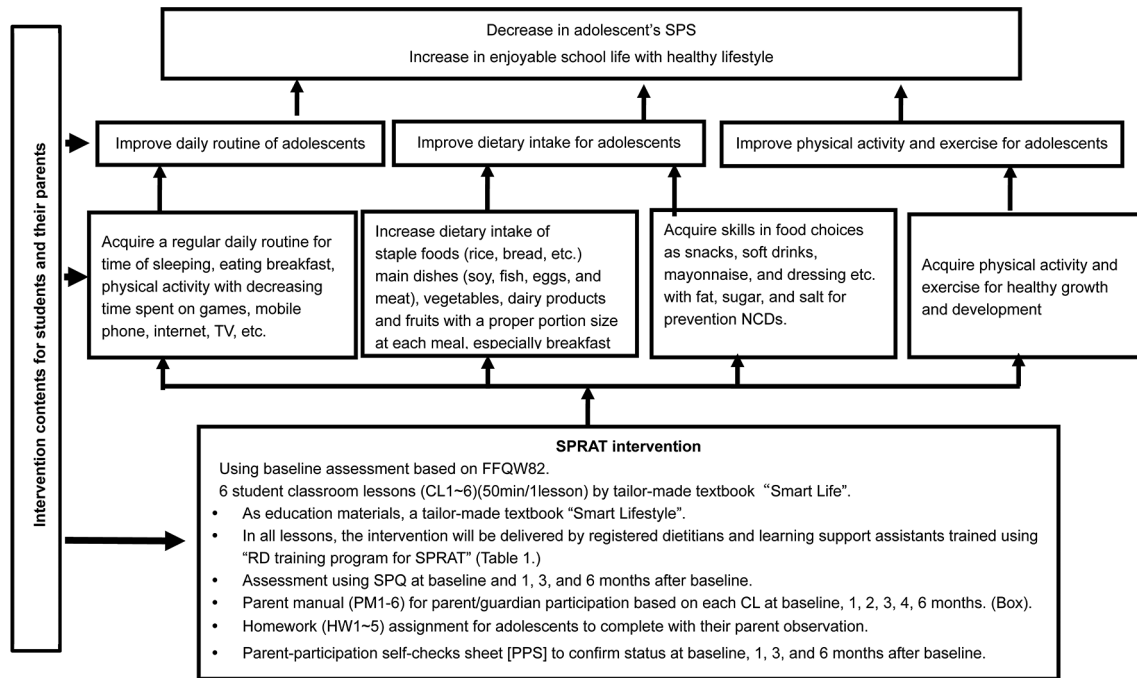 Intervention contents for students and their parents
Decrease in adolescent's SPS
Increase in enjoyable school life with healthy lifestyle
Improve daily routine of adolescents
Improve dietary intake for adolescents
Improve physical activity and exercise for adolescents
Acquire a regular daily routine for
time of sleeping, eating breakfast,
physical activity with decreasing
time spent on games, mobile
phone, internet, TV, etc.
Increase dietary intake of
staple foods (rice, bread, etc.)
main dishes (soy, fish, eggs, and
meat), vegetables, dairy products
and fruits with a proper portion size
at each meal, especially breakfast
Acquire skills in food choices
as snacks, soft drinks,
mayonnaise, and dressing etc.
with fat, sugar, and salt for
prevention NCDs.
Acquire physical activity and
exercise for healthy growth
and development
SPRAT intervention
Using baseline assessment based on FFQW82.
6 student classroom lessons (CL1~6)(50min/1lesson) by tailor-made textbook “Smart Life”.
• As education materials, a tailor-made textbook “Smart Lifestyle”.
• In all lessons, the intervention will be delivered by registered dietitians and learning support assistants trained using
“RD training program for SPRAT” (Table 1.)
• Assessment using SPQ at baseline and 1, 3, and 6 months after baseline.
• Parent manual (PM1-6) for parent/guardian participation based on each CL at baseline, 1, 2, 3, 4, 6 months. (Box).
• Homework (HW1~5) assignment for adolescents to complete with their parent observation.
• Parent-participation self-checks sheet [PPS] to confirm status at baseline, 1, 3, and 6 months after baseline.